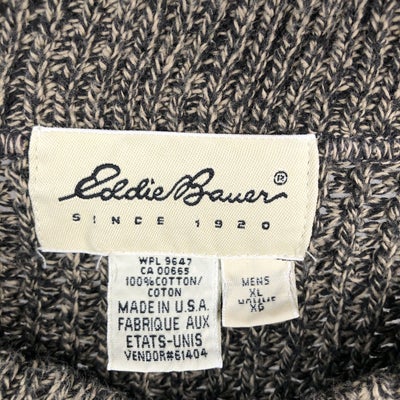 Eddie Bauer®
SINCE 1920
WPL 9647
CA 00665
100% COTTON/
COTON
MADE IN U.S.A.
FABRIQUE AUX
ETATS-UNIS
VENDOR#61404
MENS
XL
HOMME
XG